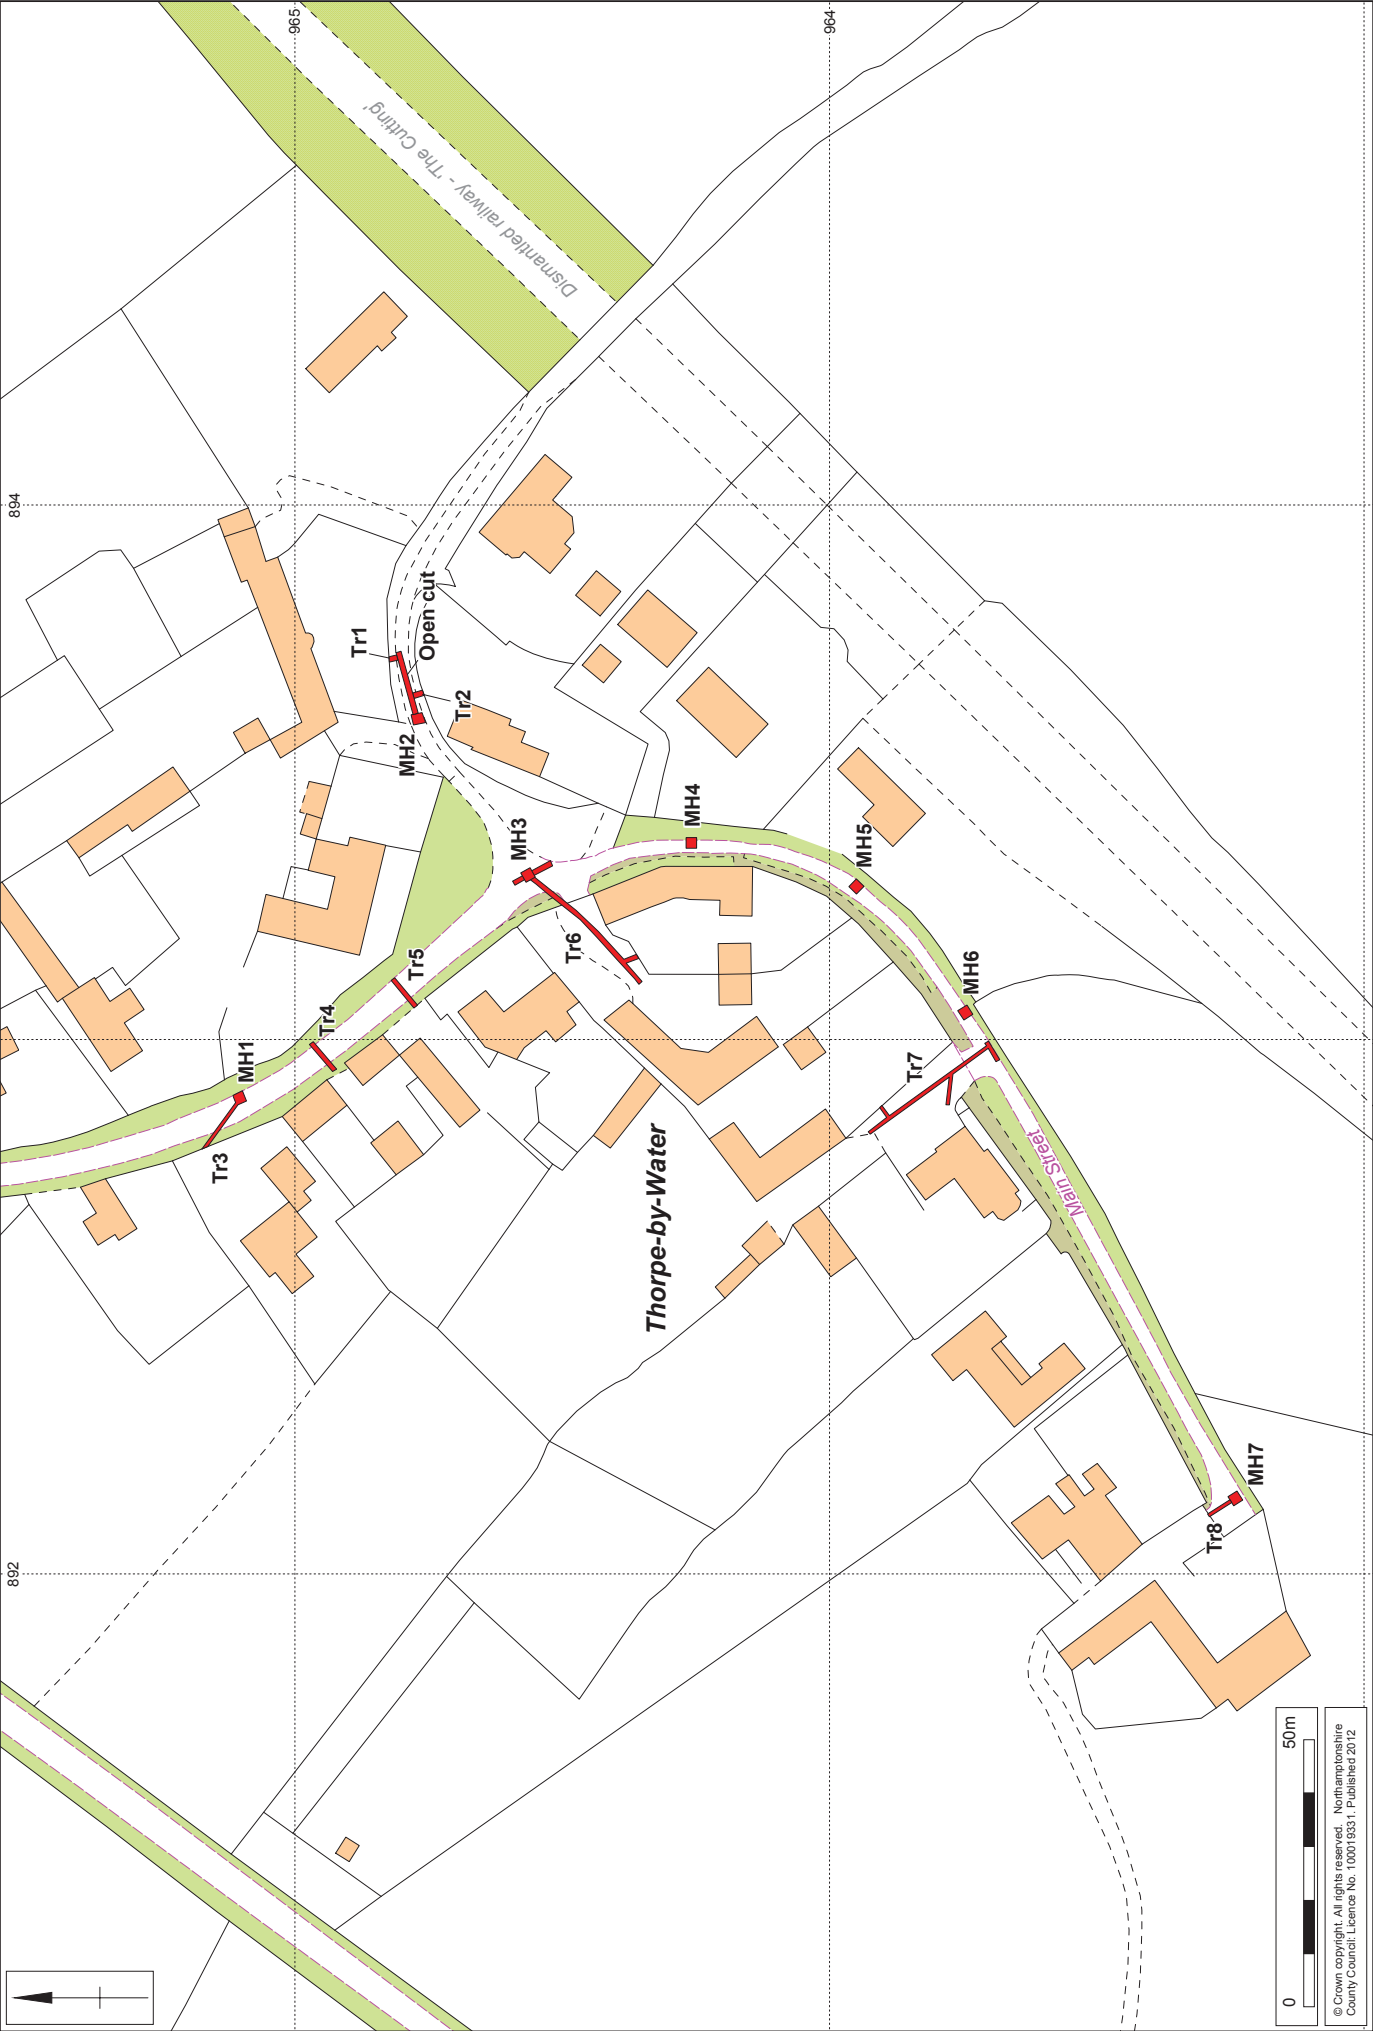 965
964
894
892
Dismantled railway - 'The Cutting'
Tr1
Open cut
Tr2
MH2
MH3
MH4
MH5
Tr6
Tr5
Tr4
MH1
Tr3
MH6
Tr7
Main Street
Thorpe-by-Water
MH7
Tr8
0 50m
© Crown copyright. All rights reserved. Northamptonshire
County Council: Licence No. 100019331. Published 2012